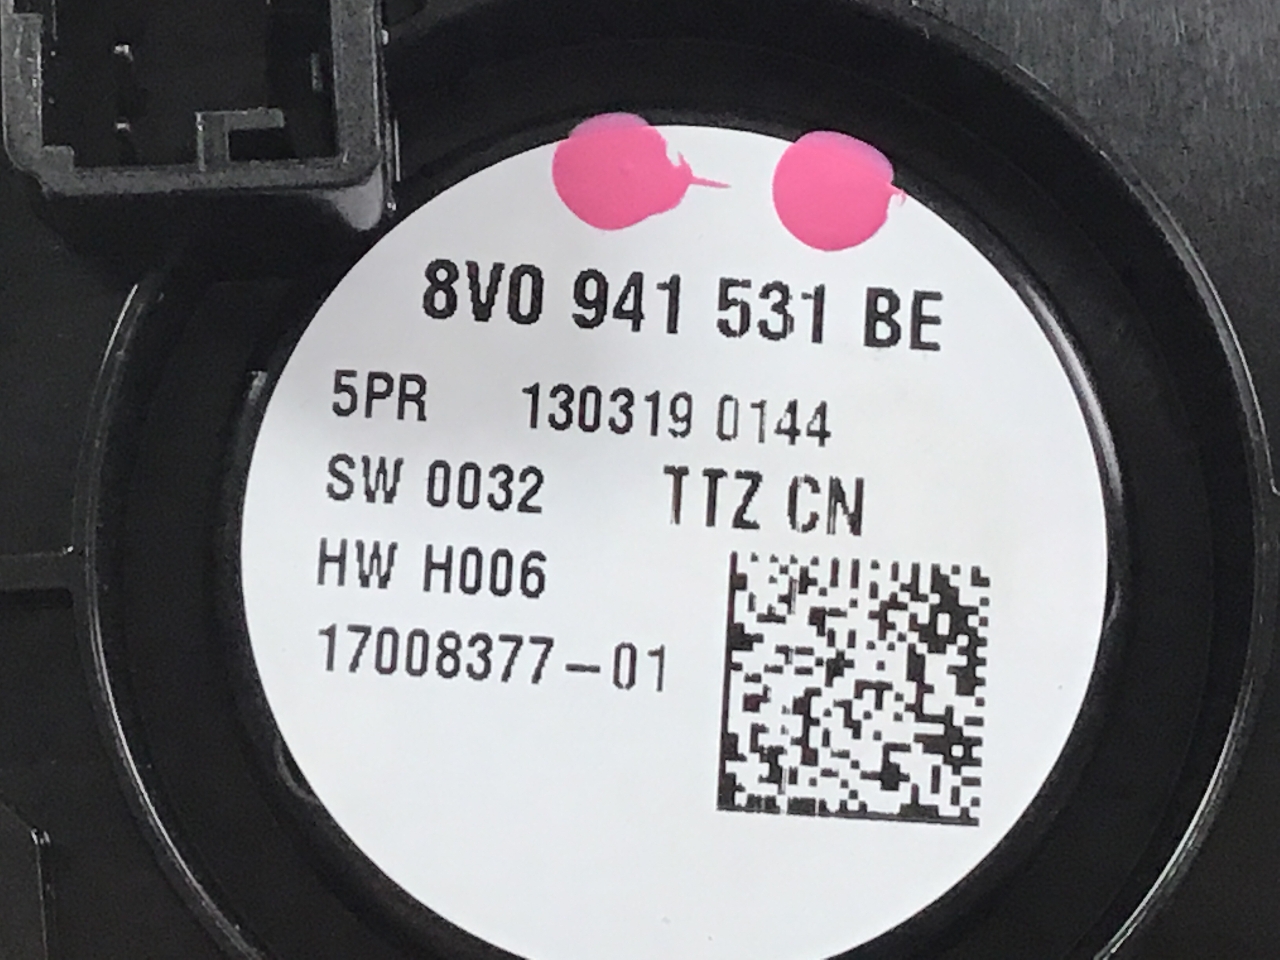 8V0 941 531 BE
5PR 130319 0144
SW 0032 TTZ CN
HW H006
17008377-01